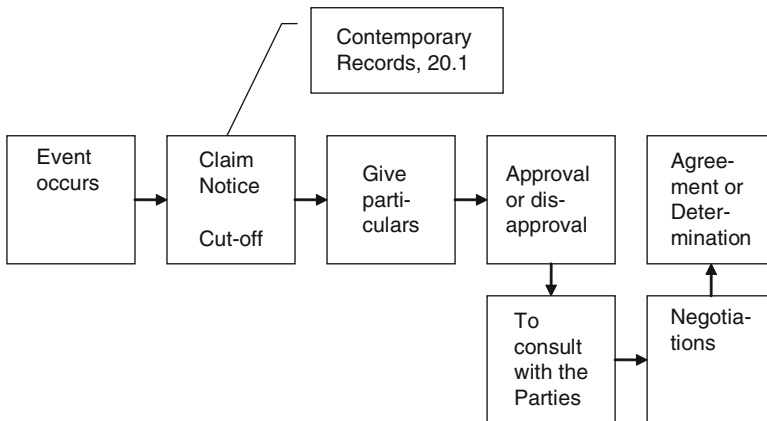 Contemporary
Records, 20.1
Event
occurs
Claim
Notice
Cut-off
Give
parti-
culars
Approval
or dis-
approval
Agree-
ment or
Deter-
mination
To
consult
with the
Parties
Negotia-
tions